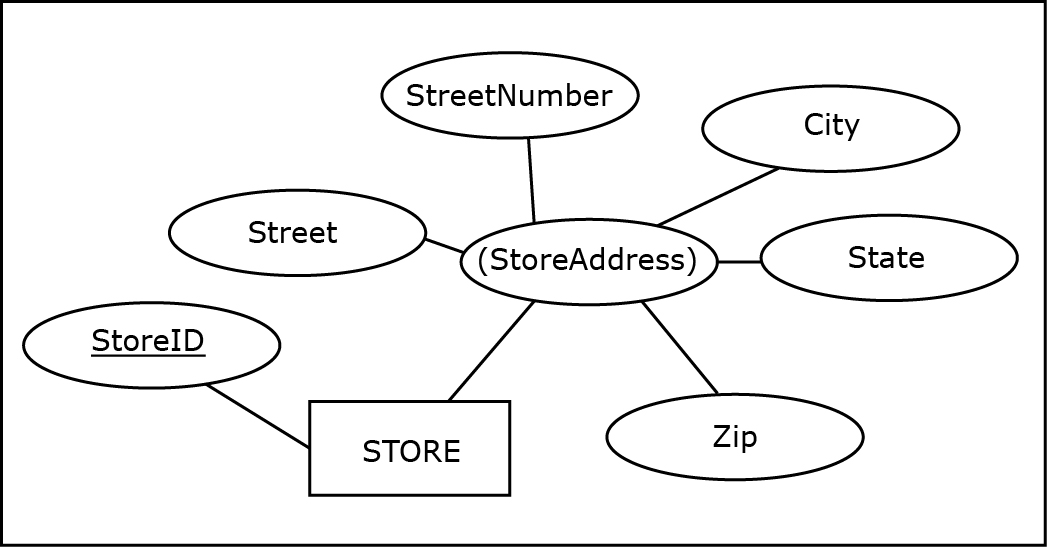 StreetNumber
City
Street
(StoreAddress)
State
StoreID
STORE
Zip